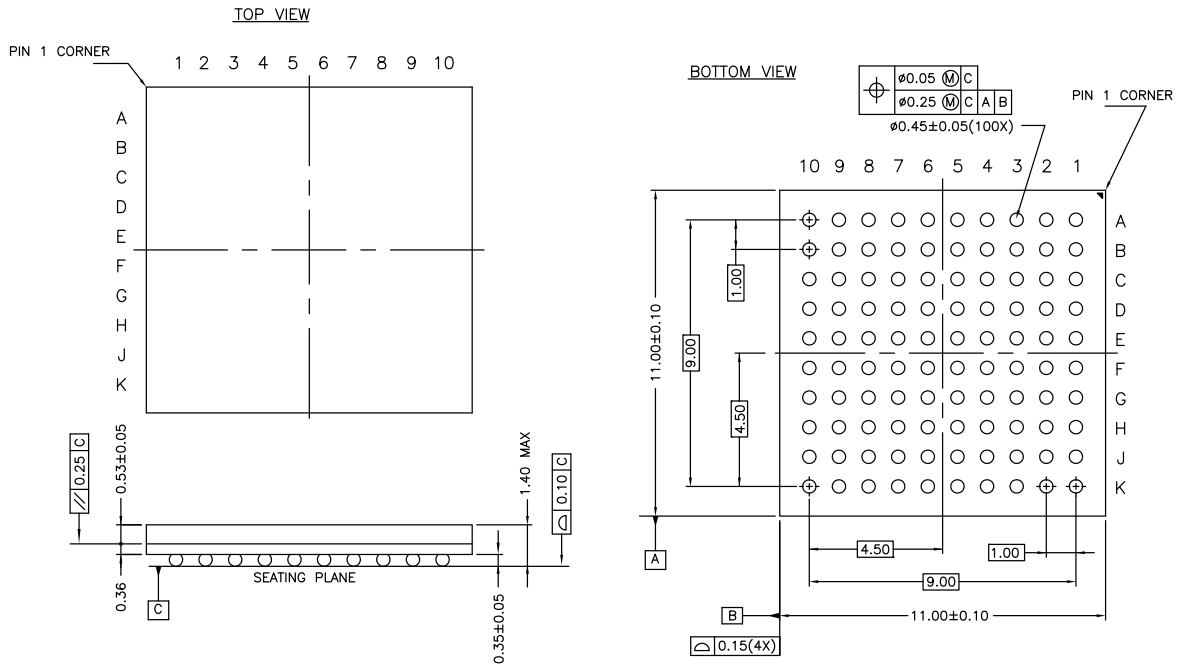 TOP VIEW
PIN 1 CORNER
1 2 3 4 5 6 7 8 9 10
A
B
C
D
E
F
G
H
J
K
0.25 C
0.53±0.05
0.36
C
SEATING PLANE
1.40 MAX
0.35±0.05
0.10 C
BOTTOM VIEW
ø0.05 Ⓜ C
ø0.25 Ⓜ C A B
ø0.45±0.05(100X)
PIN 1 CORNER
10 9 8 7 6 5 4 3 2 1
A
B
C
D
E
F
G
H
J
K
11.00±0.10
9.00
1.00
4.50
A
4.50
1.00
9.00
B
11.00±0.10
0.15(4X)